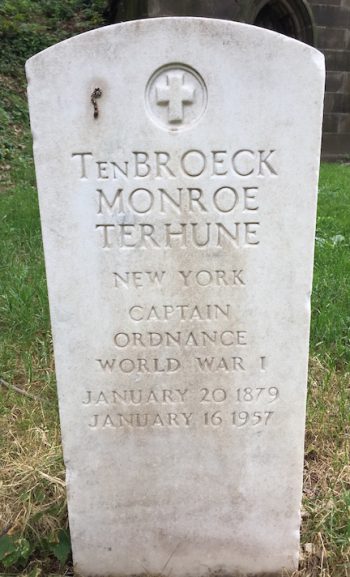 TenBROECK
MONROE
TERHUNE
NEW YORK
CAPTAIN
ORDNANCE
WORLD WAR I
JANUARY 20 1879
JANUARY 16 1957